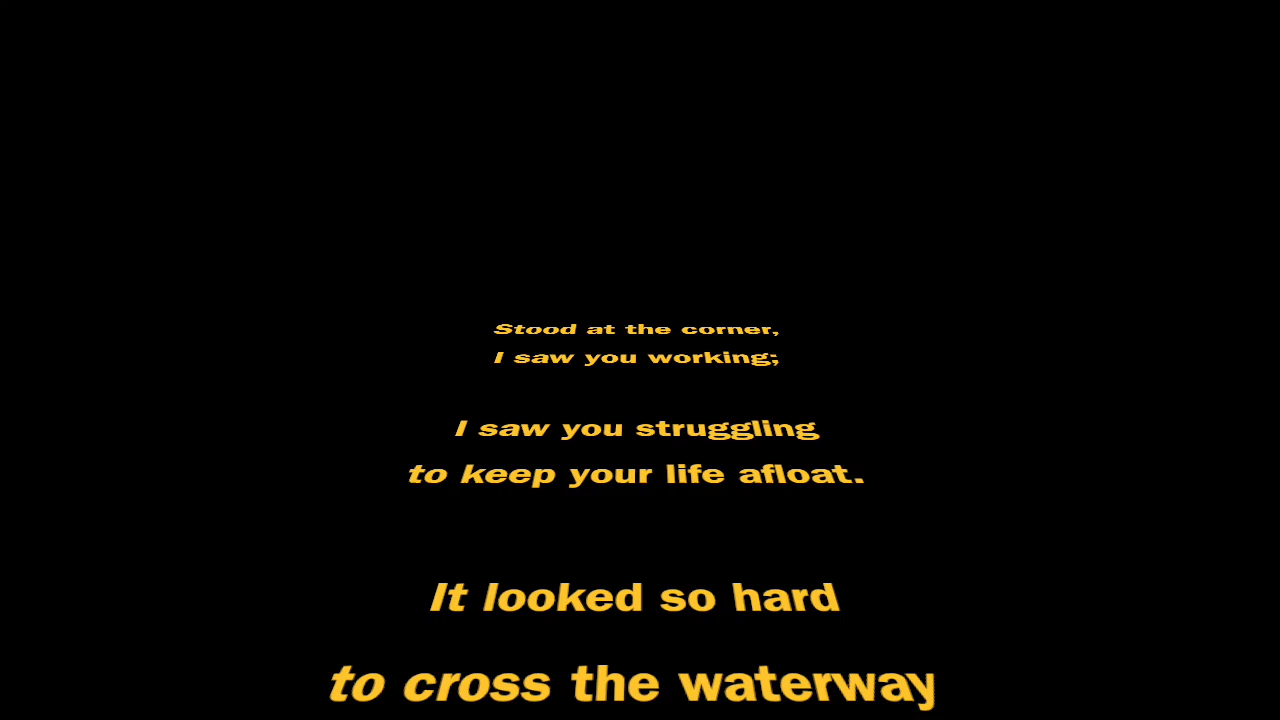 Stood at the corner,
I saw you working;
I saw you struggling
to keep your life afloat.
It looked so hard
to cross the waterway